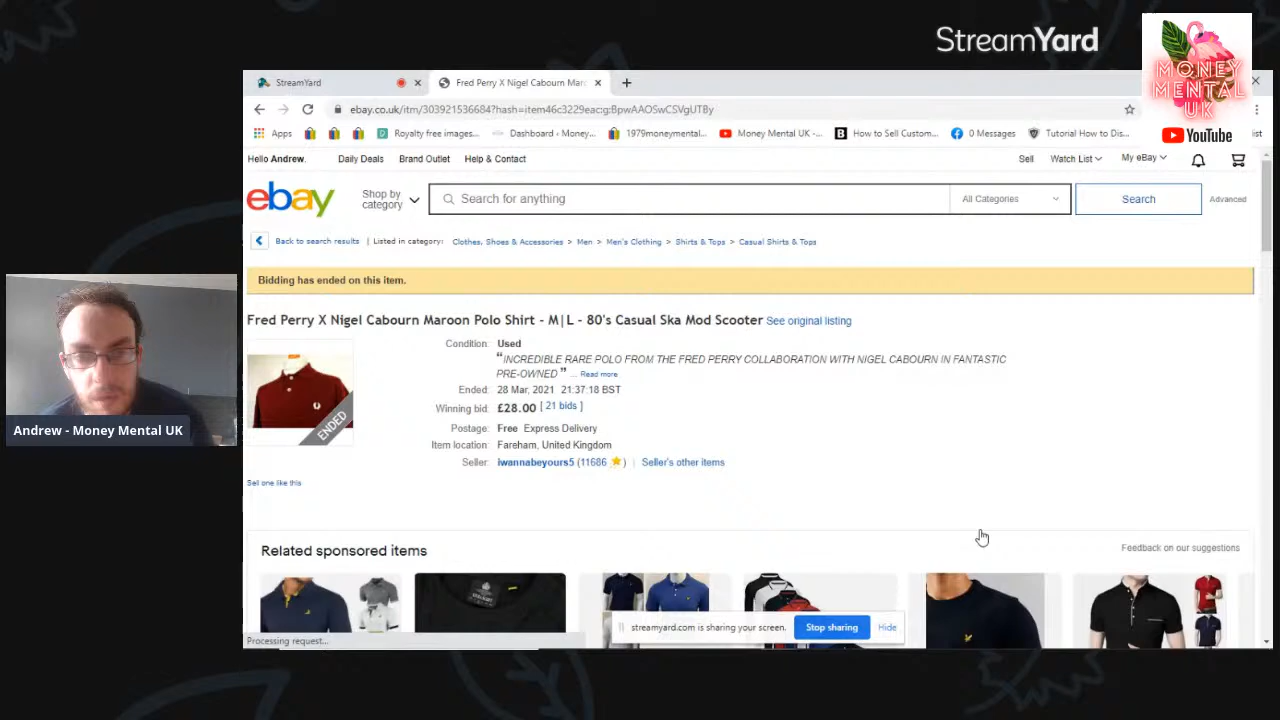 StreamYard
MONEY
MENTAL
UK
YouTube
StreamYard
Fred Perry X Nigel Cabourn Maro
ebay.co.uk/itm/303921536684?hash=item46c3229eac:g:BpwAAOSwCSVgUTBy
Apps
Royalty free images...
Dashboard ‹ Money...
1979moneymental...
Money Mental UK -...
How to Sell Custom...
0 Messages
Tutorial How to Dis...
Hello Andrew.
Daily Deals
Brand Outlet
Help & Contact
Sell
Watch List
My eBay
ebay
Shop by
category
Search for anything
All Categories
Search
Advanced
Back to search results | Listed in category: Clothes, Shoes & Accessories > Men > Men's Clothing > Shirts & Tops > Casual Shirts & Tops
Bidding has ended on this item.
Fred Perry X Nigel Cabourn Maroon Polo Shirt - M|L - 80's Casual Ska Mod Scooter See original listing
Condition: Used
“INCREDIBLE RARE POLO FROM THE FRED PERRY COLLABORATION WITH NIGEL CABOURN IN FANTASTIC
PRE-OWNED ” ... Read more
Ended: 28 Mar, 2021 21:37:18 BST
Winning bid: £28.00 [ 21 bids ]
Postage: Free Express Delivery
Item location: Fareham, United Kingdom
Seller: iwannabeyours5 (11686 ) | Seller's other items
ENDED
Sell one like this
Andrew - Money Mental UK
Related sponsored items
Feedback on our suggestions
streamyard.com is sharing your screen.
Stop sharing
Hide
Processing request...